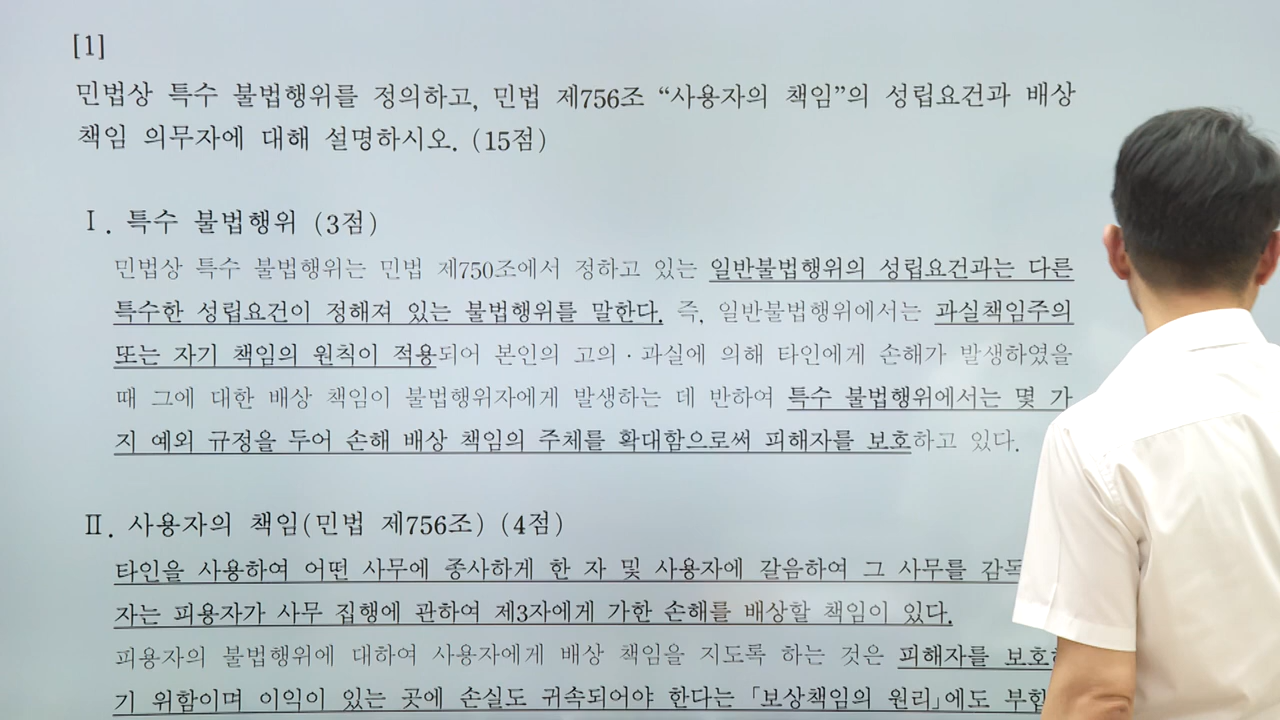 [1]
민법상 특수 불법행위를 정의하고, 민법 제756조 “사용자의 책임”의 성립요건과 배상
책임 의무자에 대해 설명하시오. (15점)
Ⅰ. 특수 불법행위 (3점)
민법상 특수 불법행위는 민법 제750조에서 정하고 있는 일반불법행위의 성립요건과는 다른
특수한 성립요건이 정해져 있는 불법행위를 말한다. 즉, 일반불법행위에서는 과실책임주의
또는 자기 책임의 원칙이 적용되어 본인의 고의·과실에 의해 타인에게 손해가 발생하였을
때 그에 대한 배상 책임이 불법행위자에게 발생하는 데 반하여 특수 불법행위에서는 몇 가
지 예외 규정을 두어 손해 배상 책임의 주체를 확대함으로써 피해자를 보호하고 있다.
Ⅱ. 사용자의 책임(민법 제756조) (4점)
타인을 사용하여 어떤 사무에 종사하게 한 자 및 사용자에 갈음하여 그 사무를 감독
자는 피용자가 사무 집행에 관하여 제3자에게 가한 손해를 배상할 책임이 있다.
피용자의 불법행위에 대하여 사용자에게 배상 책임을 지도록 하는 것은 피해자를 보호
기 위함이며 이익이 있는 곳에 손실도 귀속되어야 한다는 「보상책임의 원리」에도 부합